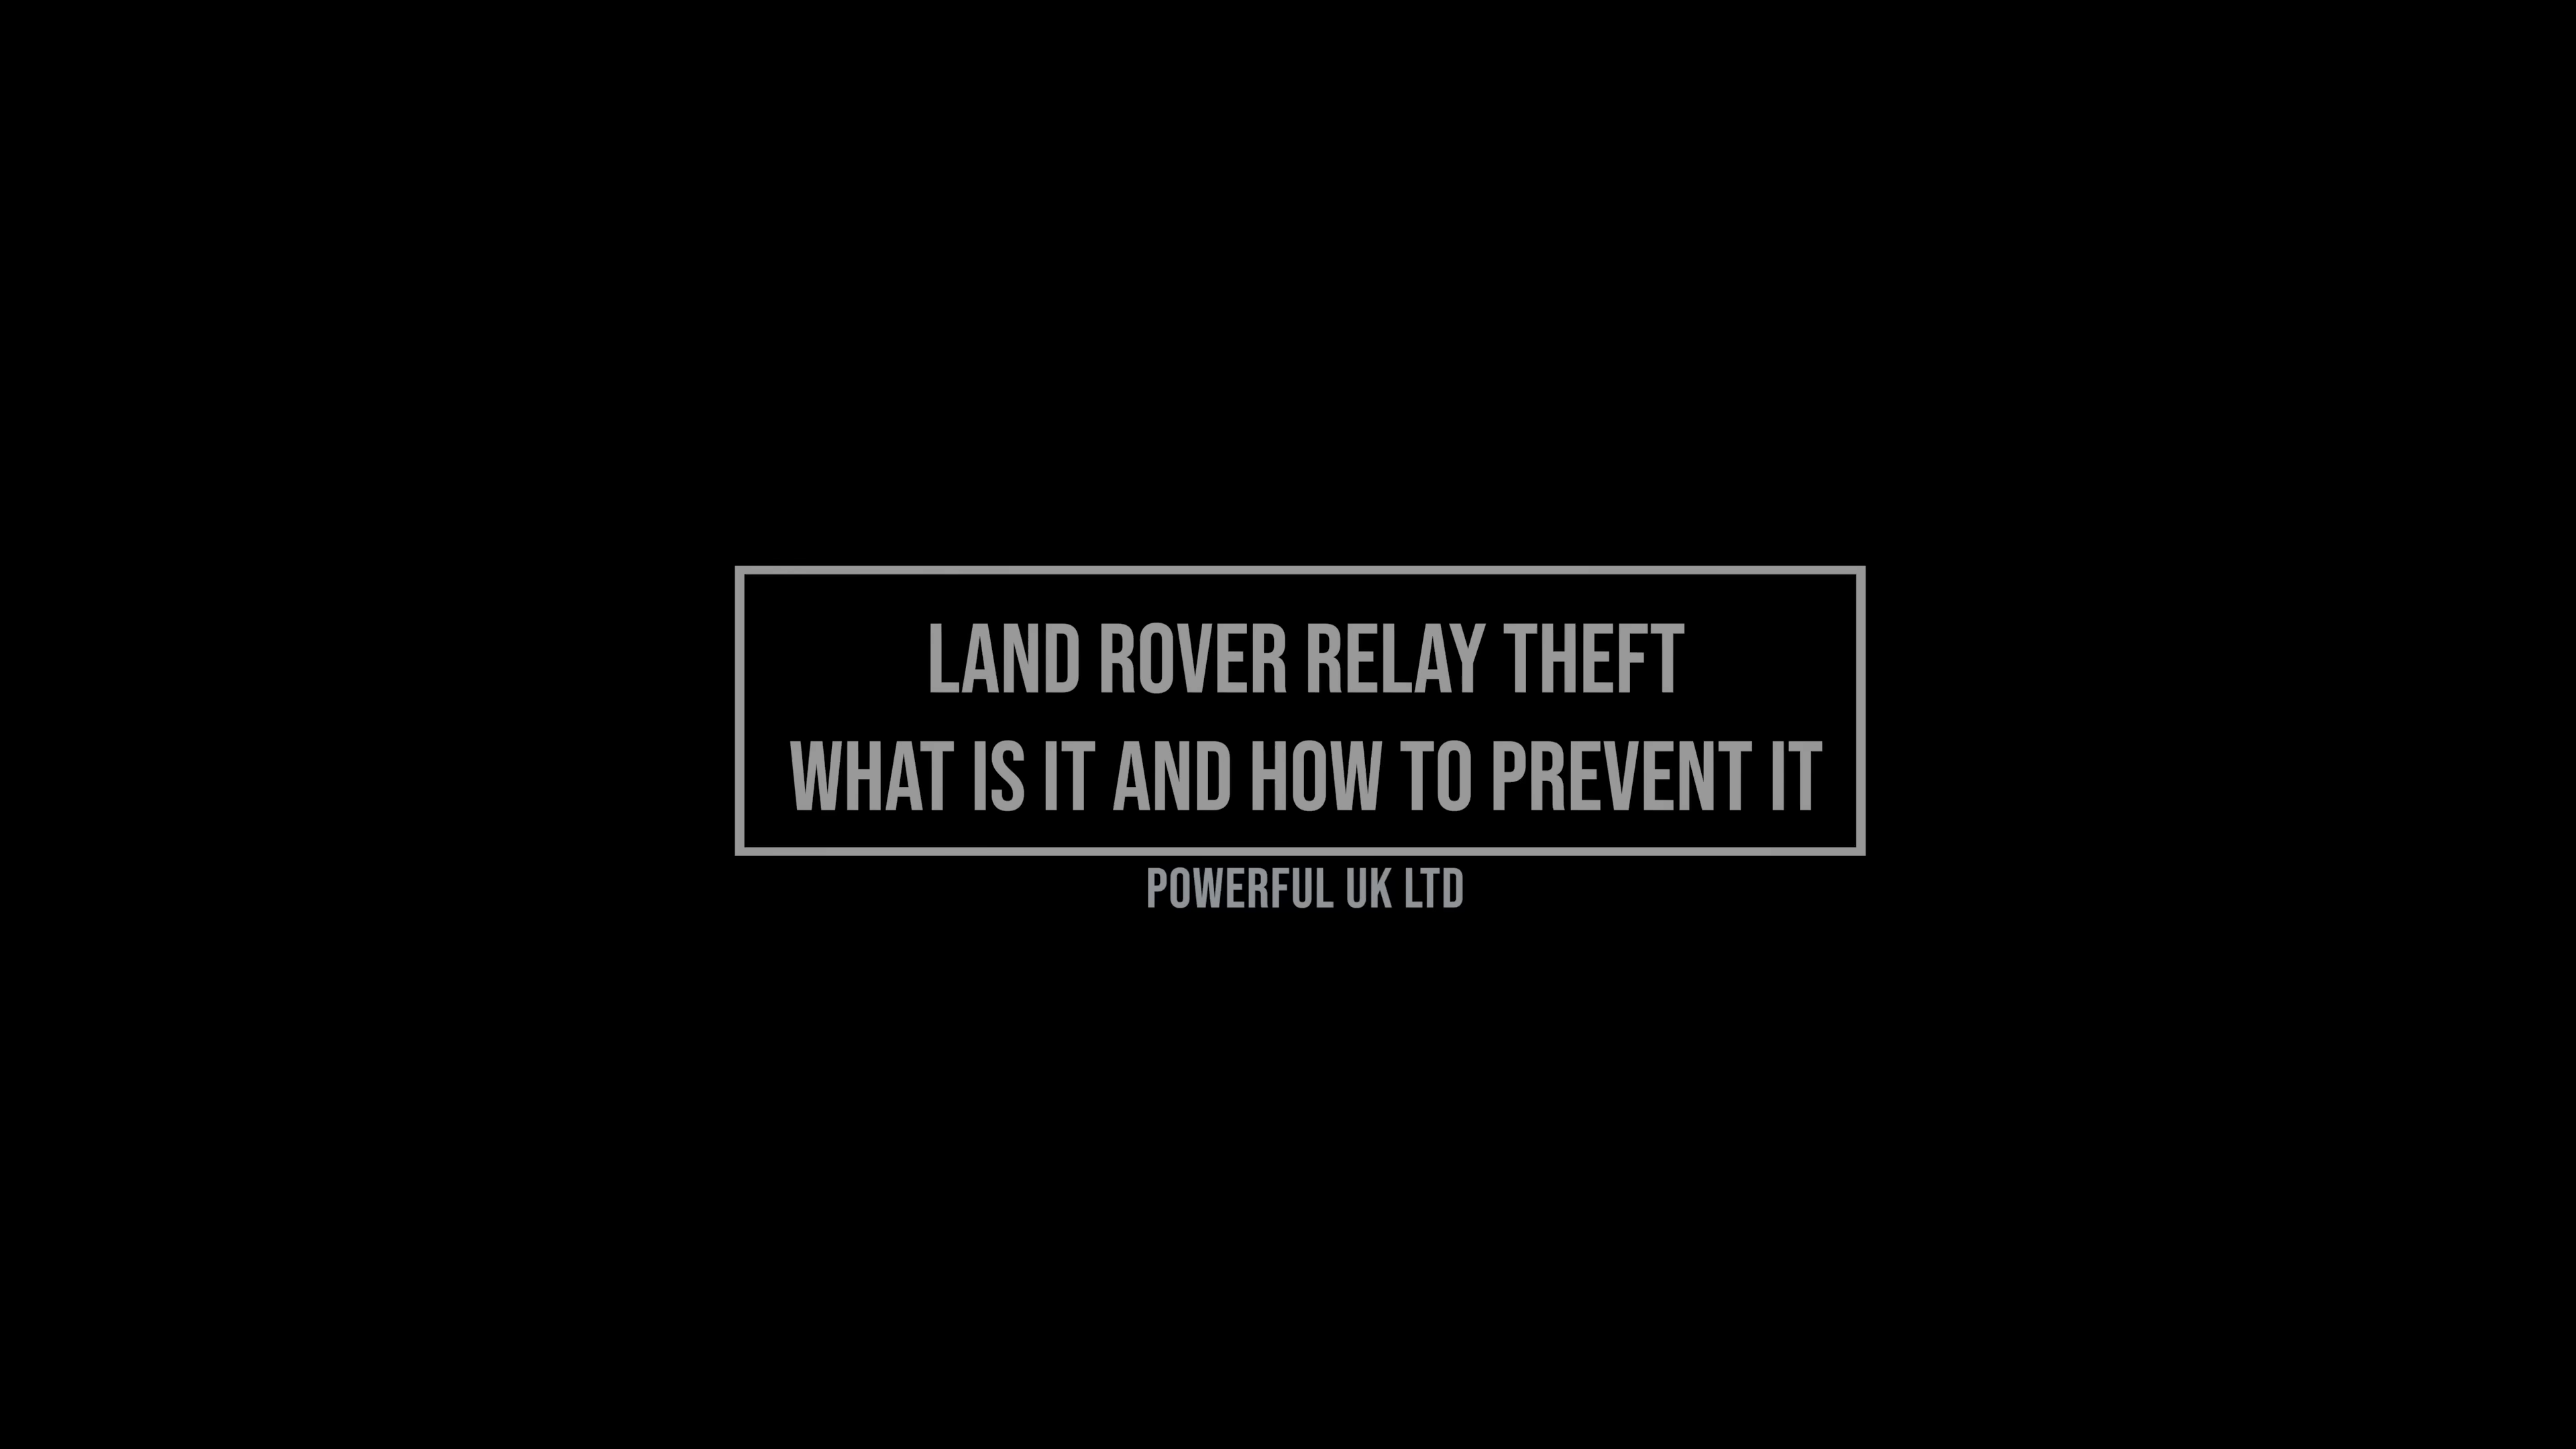 LAND ROVER RELAY THEFT
WHAT IS IT AND HOW TO PREVENT IT
POWERFUL UK LTD